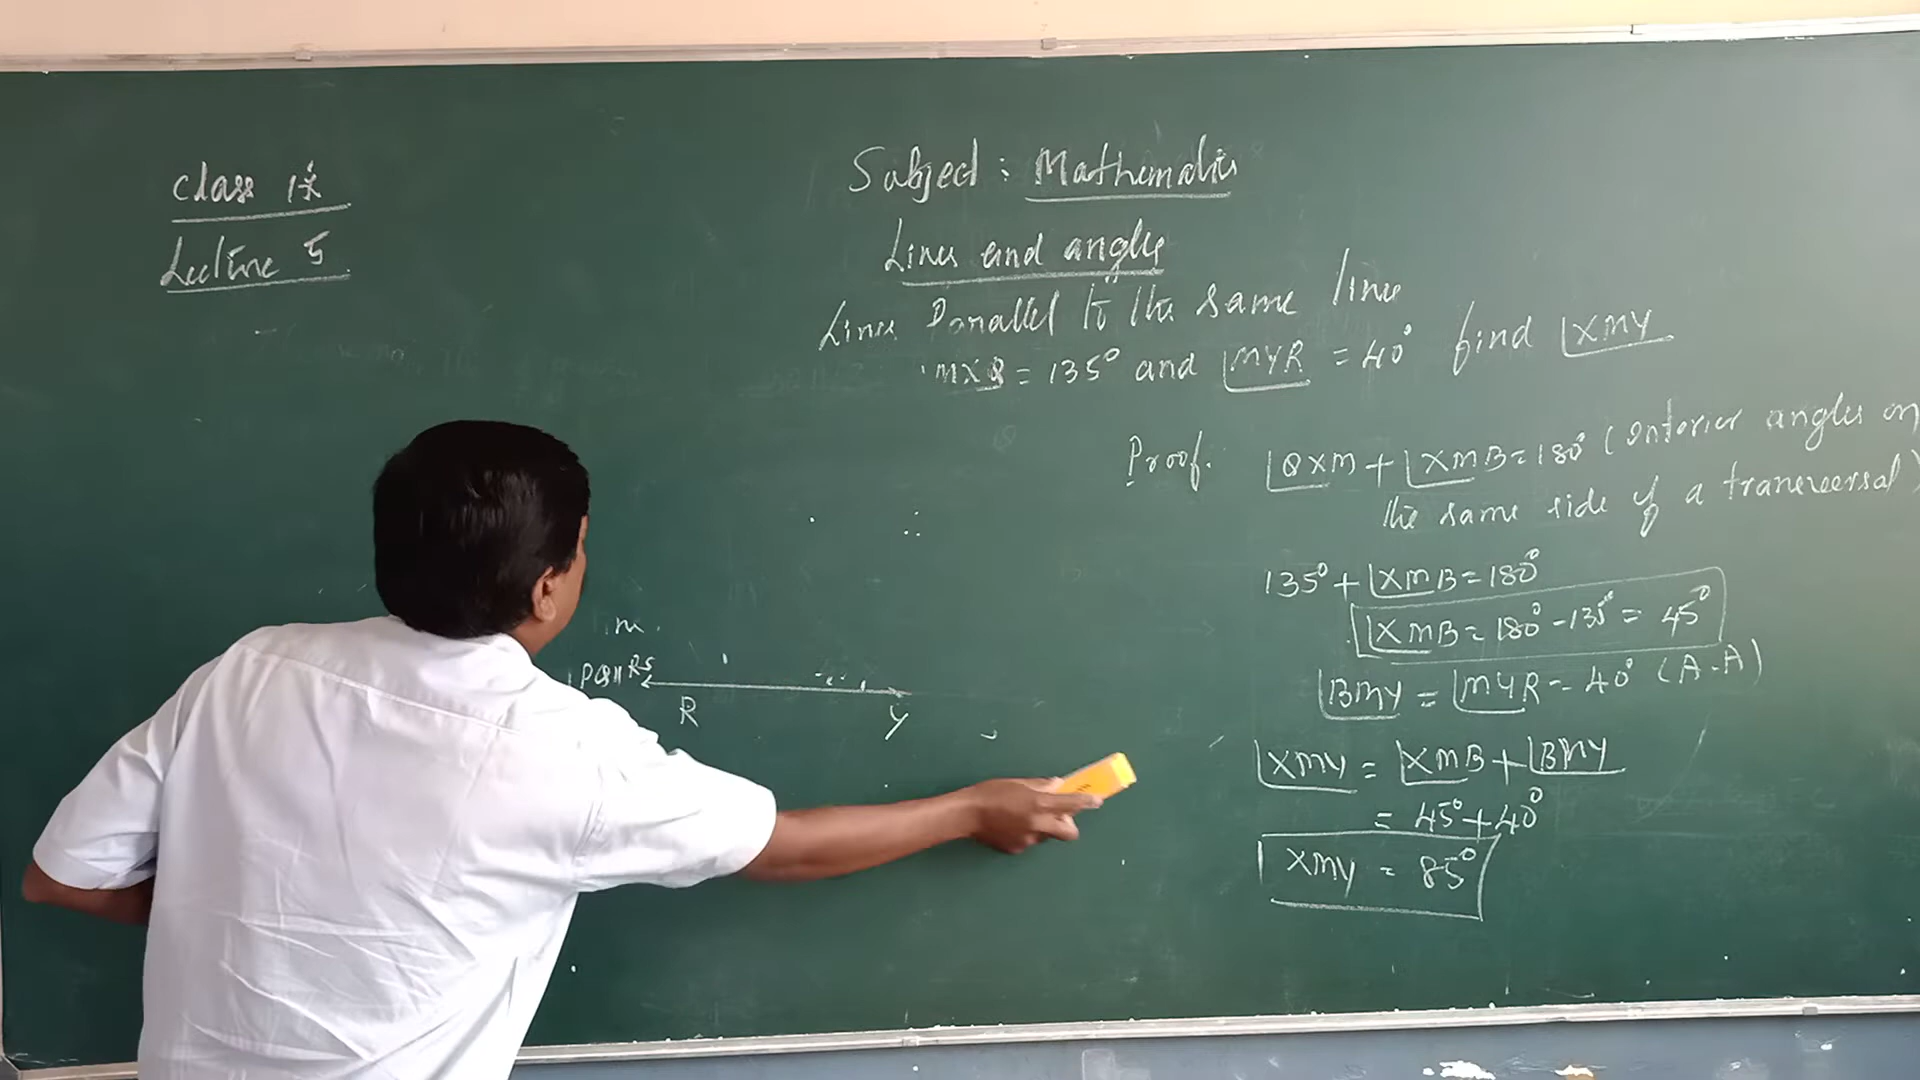 Class IX
Lecture 5
Subject : Mathematics
Lines and angles
Lines Parallel to the same line
MXQ = 135° and ∠MYR = 40° find ∠XMY
Proof. ∠QXM + ∠XMB = 180° (Interior angles on
the same side of a transversal)
135° + ∠XMB = 180°
∠XMB = 180° - 135° = 45°
∠BMY = ∠MYR = 40° (A.A)
∠XMY = ∠XMB + ∠BMY
= 45° + 40°
XMY = 85°
m.
PQ || RS
R Y